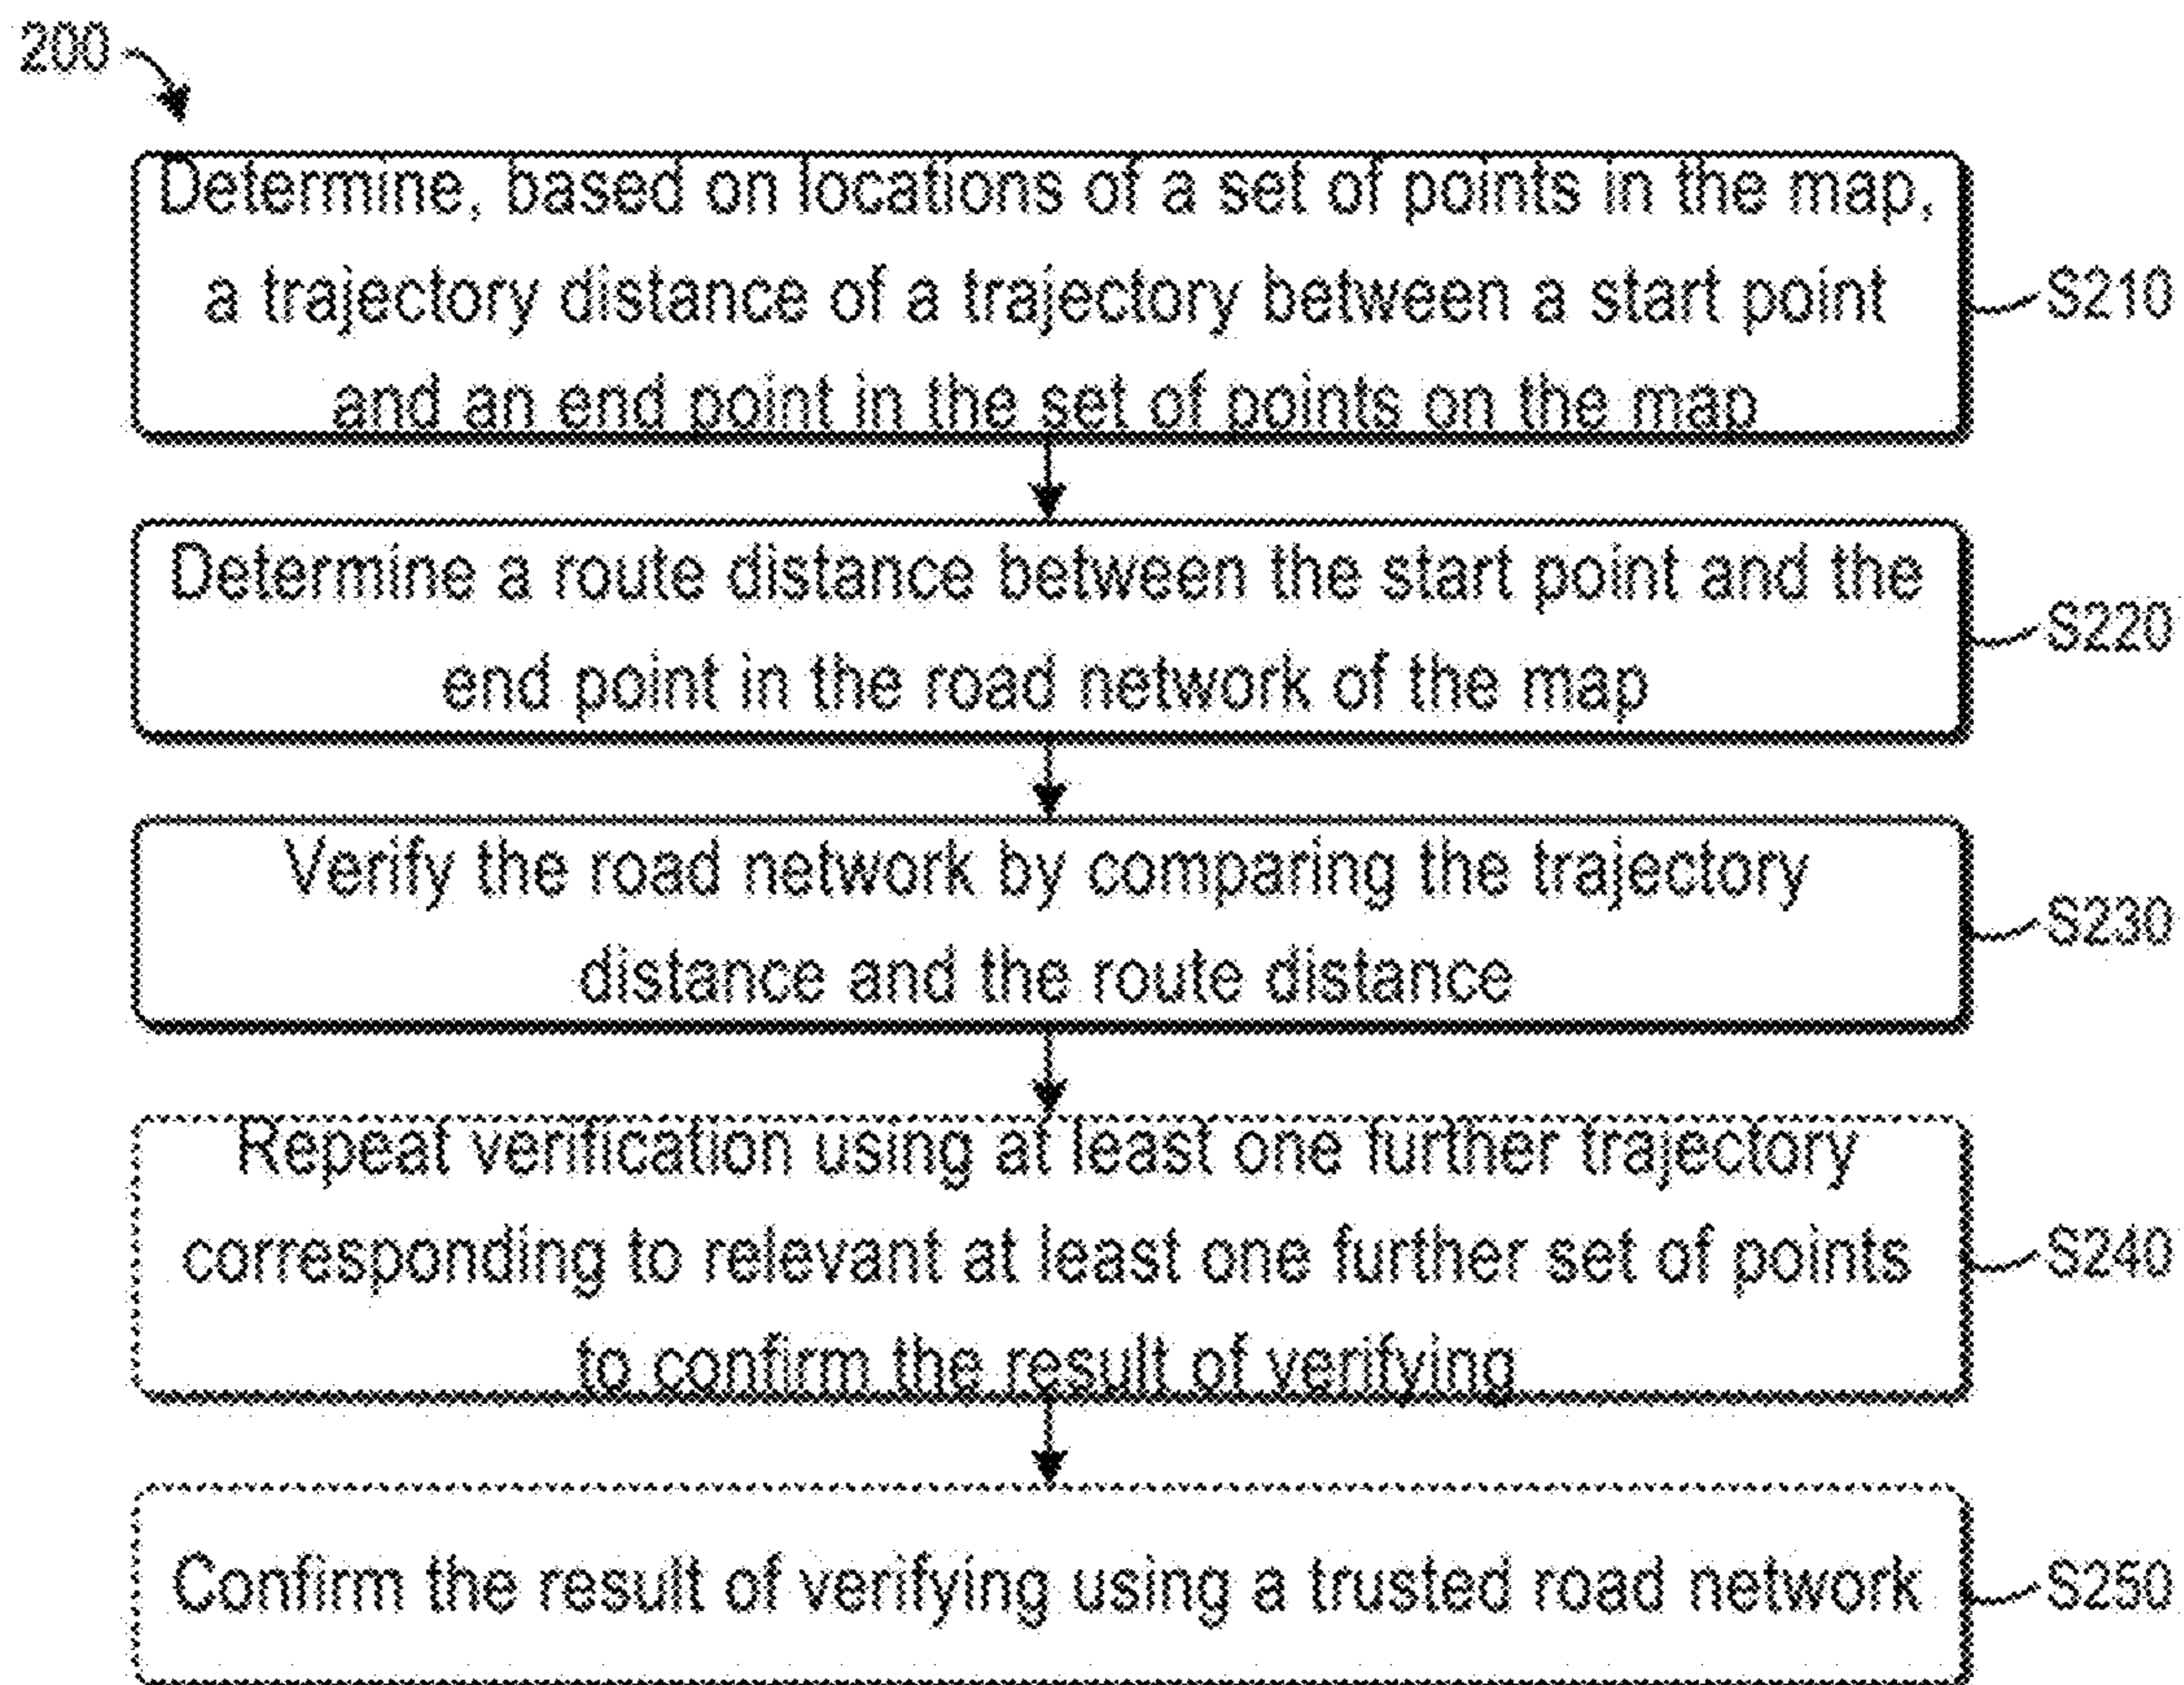 200
Determine, based on locations of a set of points in the map,
a trajectory distance of a trajectory between a start point
and an end point in the set of points on the map
S210
Determine a route distance between the start point and the
end point in the road network of the map
S220
Verify the road network by comparing the trajectory
distance and the route distance
S230
Repeat verification using at least one further trajectory
corresponding to relevant at least one further set of points
to confirm the result of verifying
S240
Confirm the result of verifying using a trusted road network
S250